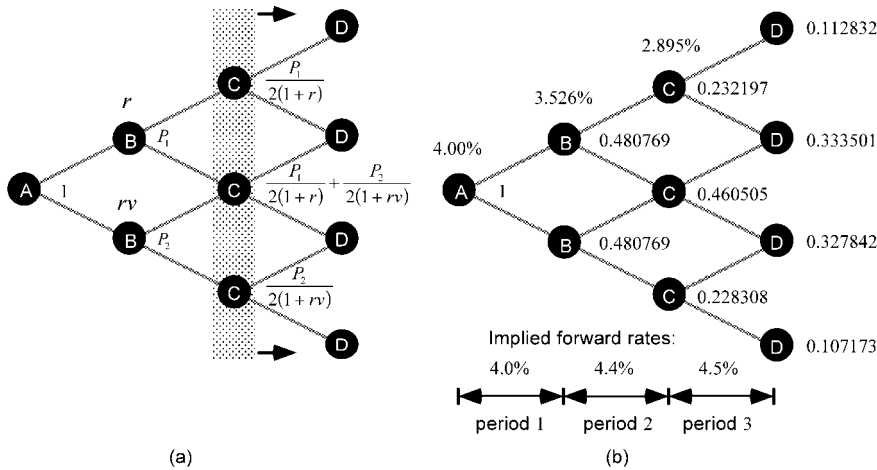 D
C
P₁ / 2(1 + r)
r
B
P₁
D
A
1
C
P₁ / 2(1 + r) + P₂ / 2(1 + rv)
rv
B
P₂
D
C
P₂ / 2(1 + rv)
D
(a)
D
0.112832
2.895%
C
0.232197
3.526%
B
0.480769
D
0.333501
4.00%
A
1
C
0.460505
B
0.480769
D
0.327842
C
0.228308
D
0.107173
Implied forward rates:
4.0% 4.4% 4.5%
period 1 period 2 period 3
(b)